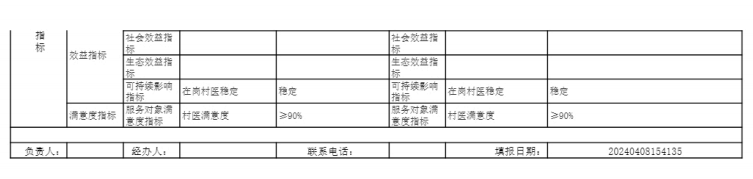 指
标
效益指标
社会效益指
标
社会效益指
标
生态效益指
标
生态效益指
标
可持续影响
指标
在岗村医稳定
稳定
可持续影响
指标
在岗村医稳定
稳定
满意度指标
服务对象满
意度指标
村医满意度
≥90%
服务对象满
意度指标
村医满意度
≥90%
负责人：
经办人：
联系电话：
填报日期：
20240408154135